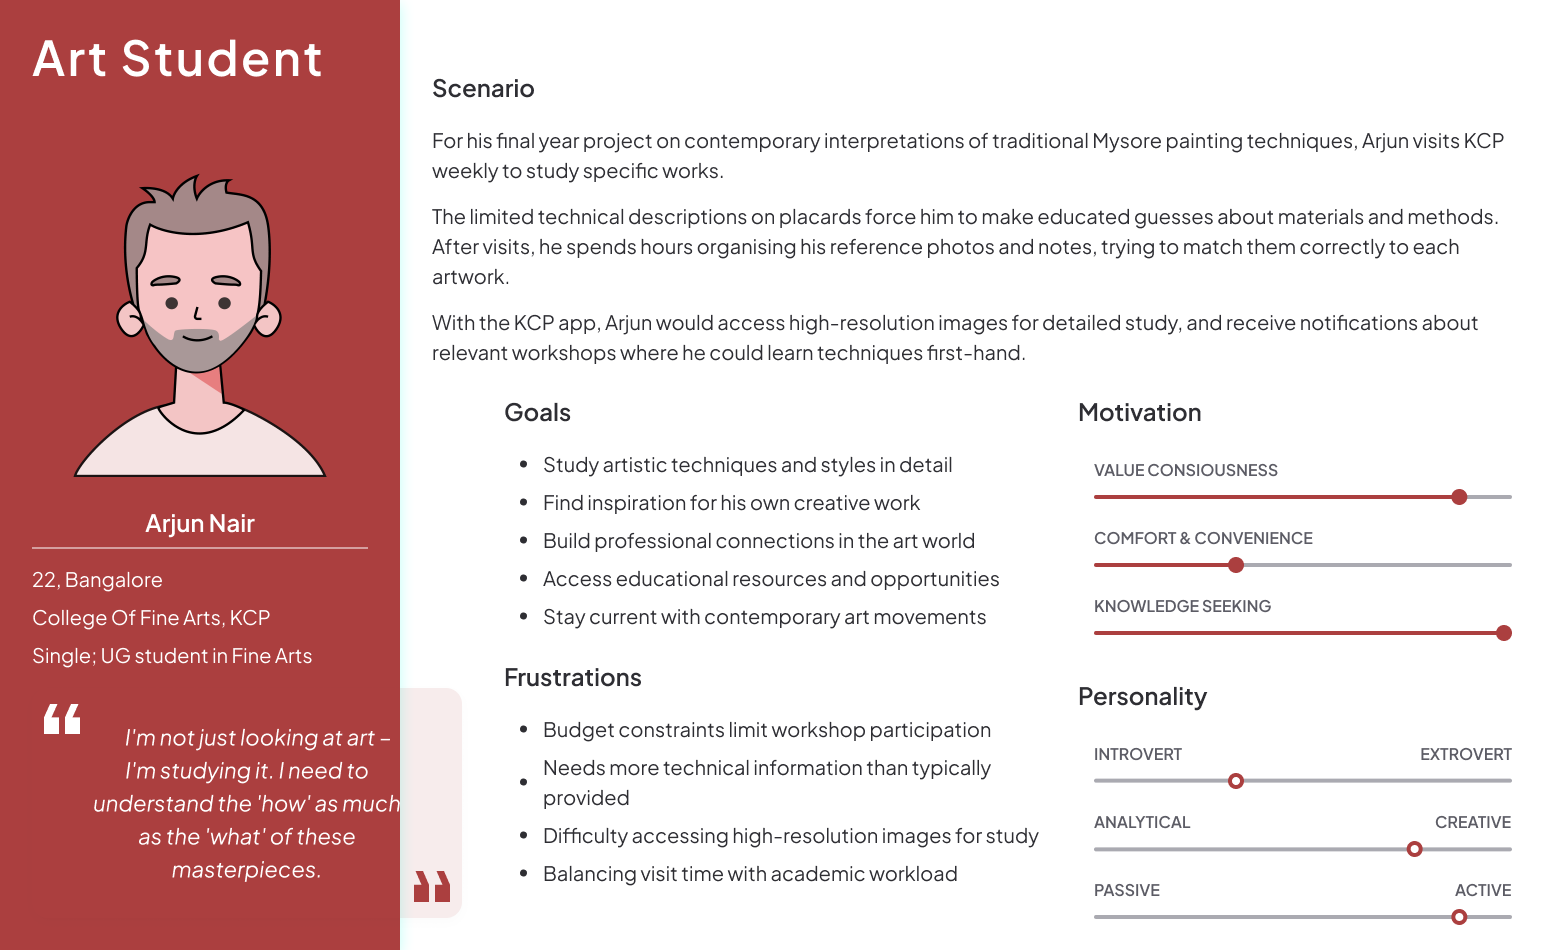 Art Student
Arjun Nair
22, Bangalore
College Of Fine Arts, KCP
Single; UG student in Fine Arts
“
I'm not just looking at art –
I'm studying it. I need to
understand the 'how' as much
as the 'what' of these
masterpieces.
”
Scenario
For his final year project on contemporary interpretations of traditional Mysore painting techniques, Arjun visits KCP
weekly to study specific works.
The limited technical descriptions on placards force him to make educated guesses about materials and methods.
After visits, he spends hours organising his reference photos and notes, trying to match them correctly to each
artwork.
With the KCP app, Arjun would access high-resolution images for detailed study, and receive notifications about
relevant workshops where he could learn techniques first-hand.
Goals
• Study artistic techniques and styles in detail
• Find inspiration for his own creative work
• Build professional connections in the art world
• Access educational resources and opportunities
• Stay current with contemporary art movements
Frustrations
• Budget constraints limit workshop participation
• Needs more technical information than typically
provided
• Difficulty accessing high-resolution images for study
• Balancing visit time with academic workload
Motivation
VALUE CONSIOUSNESS
COMFORT & CONVENIENCE
KNOWLEDGE SEEKING
Personality
INTROVERT EXTROVERT
ANALYTICAL CREATIVE
PASSIVE ACTIVE